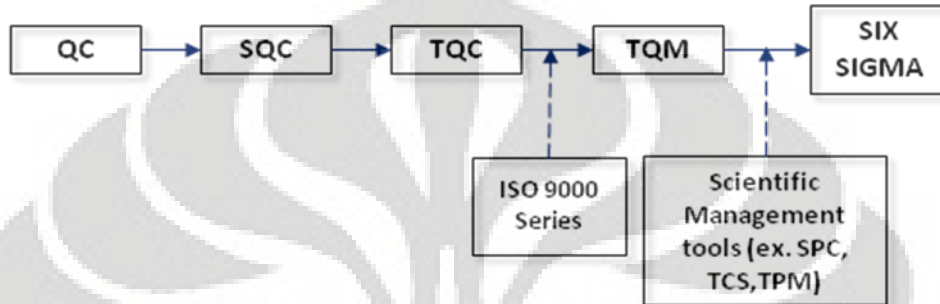 QC
SQC
TQC
TQM
SIX
SIGMA
ISO 9000
Series
Scientific
Management
tools (ex. SPC,
TCS,TPM)